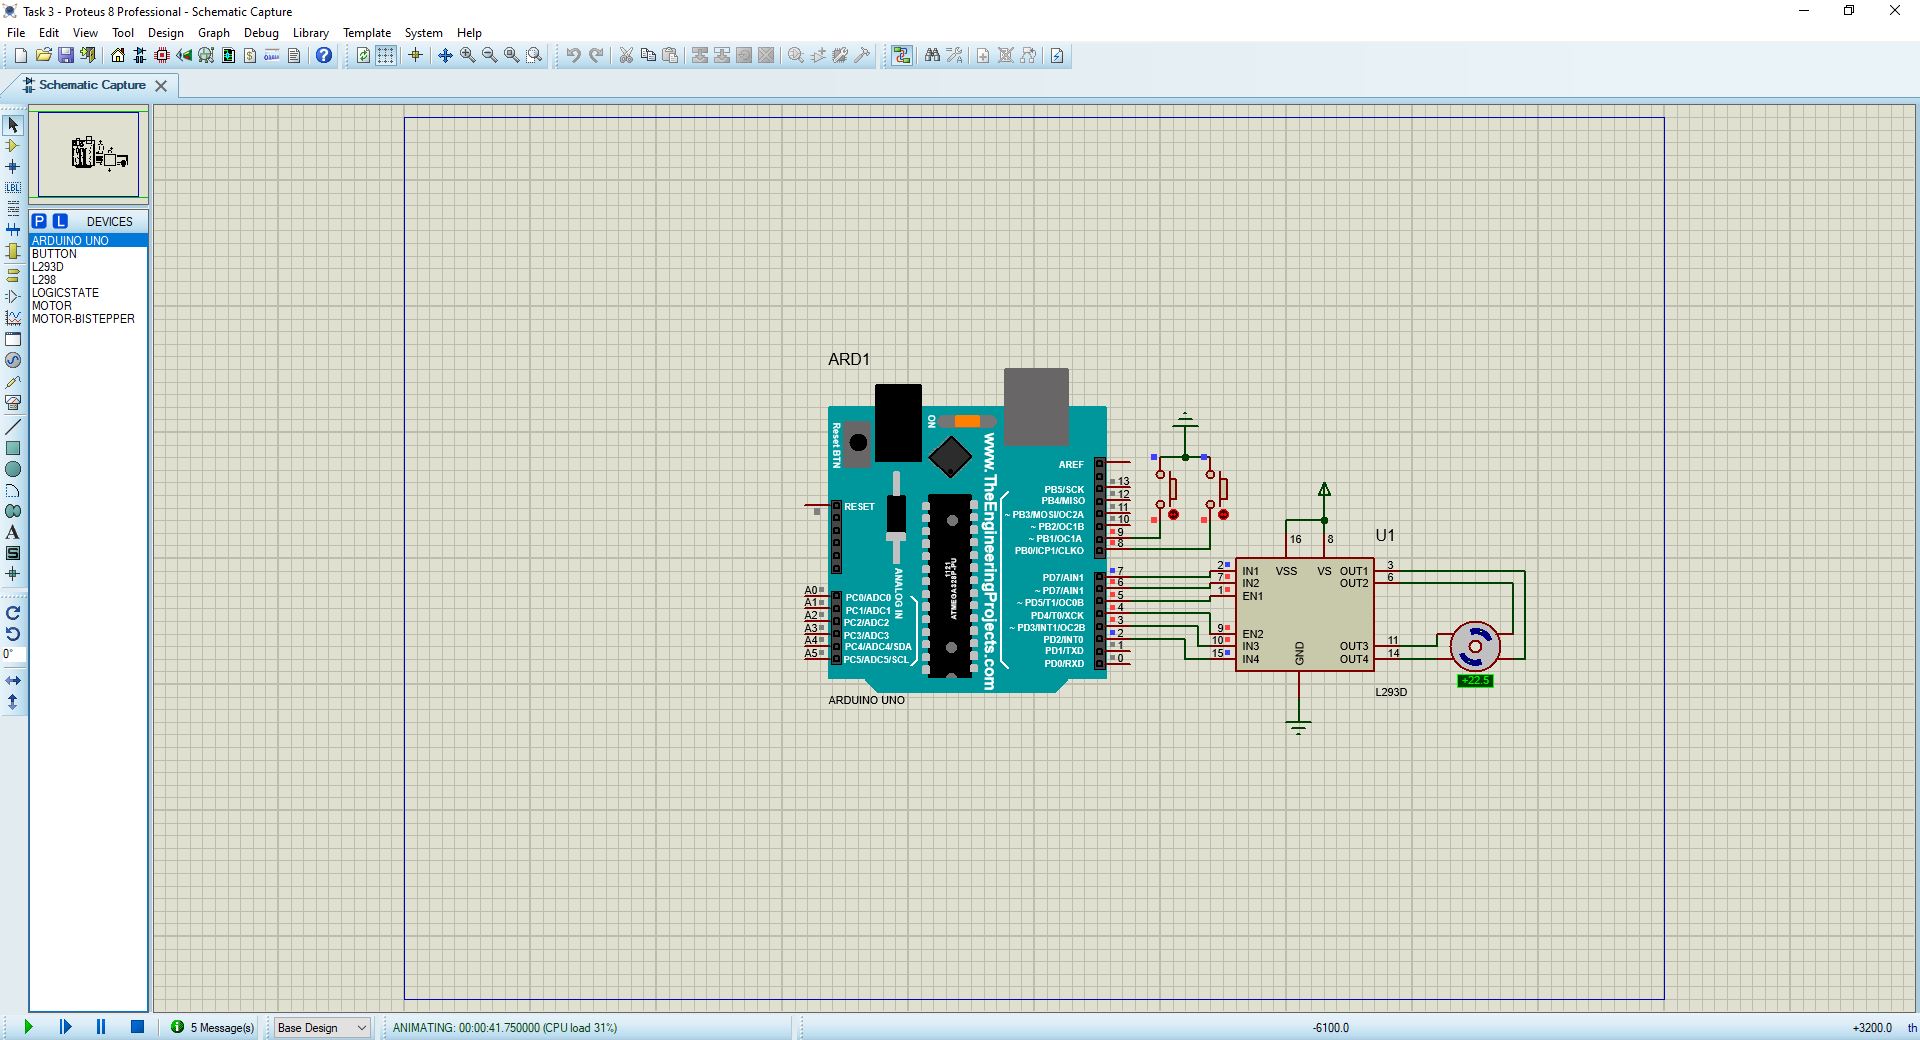 Task 3 - Proteus 8 Professional - Schematic Capture
File Edit View Tool Design Graph Debug Library Template System Help
Schematic Capture
P L DEVICES
ARDUINO UNO
BUTTON
L293D
L298
LOGICSTATE
MOTOR
MOTOR-BISTEPPER
LBL
A
S
0°
ARD1
Reset BTN
ON
www.TheEngineeringProjects.com
RESET
ANALOG IN
1121
ATMEGA328P-PU
A0 PC0/ADC0
A1 PC1/ADC1
A2 PC2/ADC2
A3 PC3/ADC3
A4 PC4/ADC4/SDA
A5 PC5/ADC5/SCL
AREF
PB5/SCK 13
PB4/MISO 12
~ PB3/MOSI/OC2A 11
~ PB2/OC1B 10
~ PB1/OC1A 9
PB0/ICP1/CLKO 8
PD7/AIN1 7
~ PD7/AIN1 6
~ PD5/T1/OC0B 5
PD4/T0/XCK 4
~ PD3/INT1/OC2B 3
PD2/INT0 2
PD1/TXD 1
PD0/RXD 0
ARDUINO UNO
U1
16 8
2 IN1 VSS VS OUT1 3
7 IN2 OUT2 6
1 EN1
9 EN2
10 IN3 OUT3 11
15 IN4 GND OUT4 14
L293D
+22.5
5 Message(s) Base Design ANIMATING: 00:00:41.750000 (CPU load 31%) -6100.0 +3200.0 th